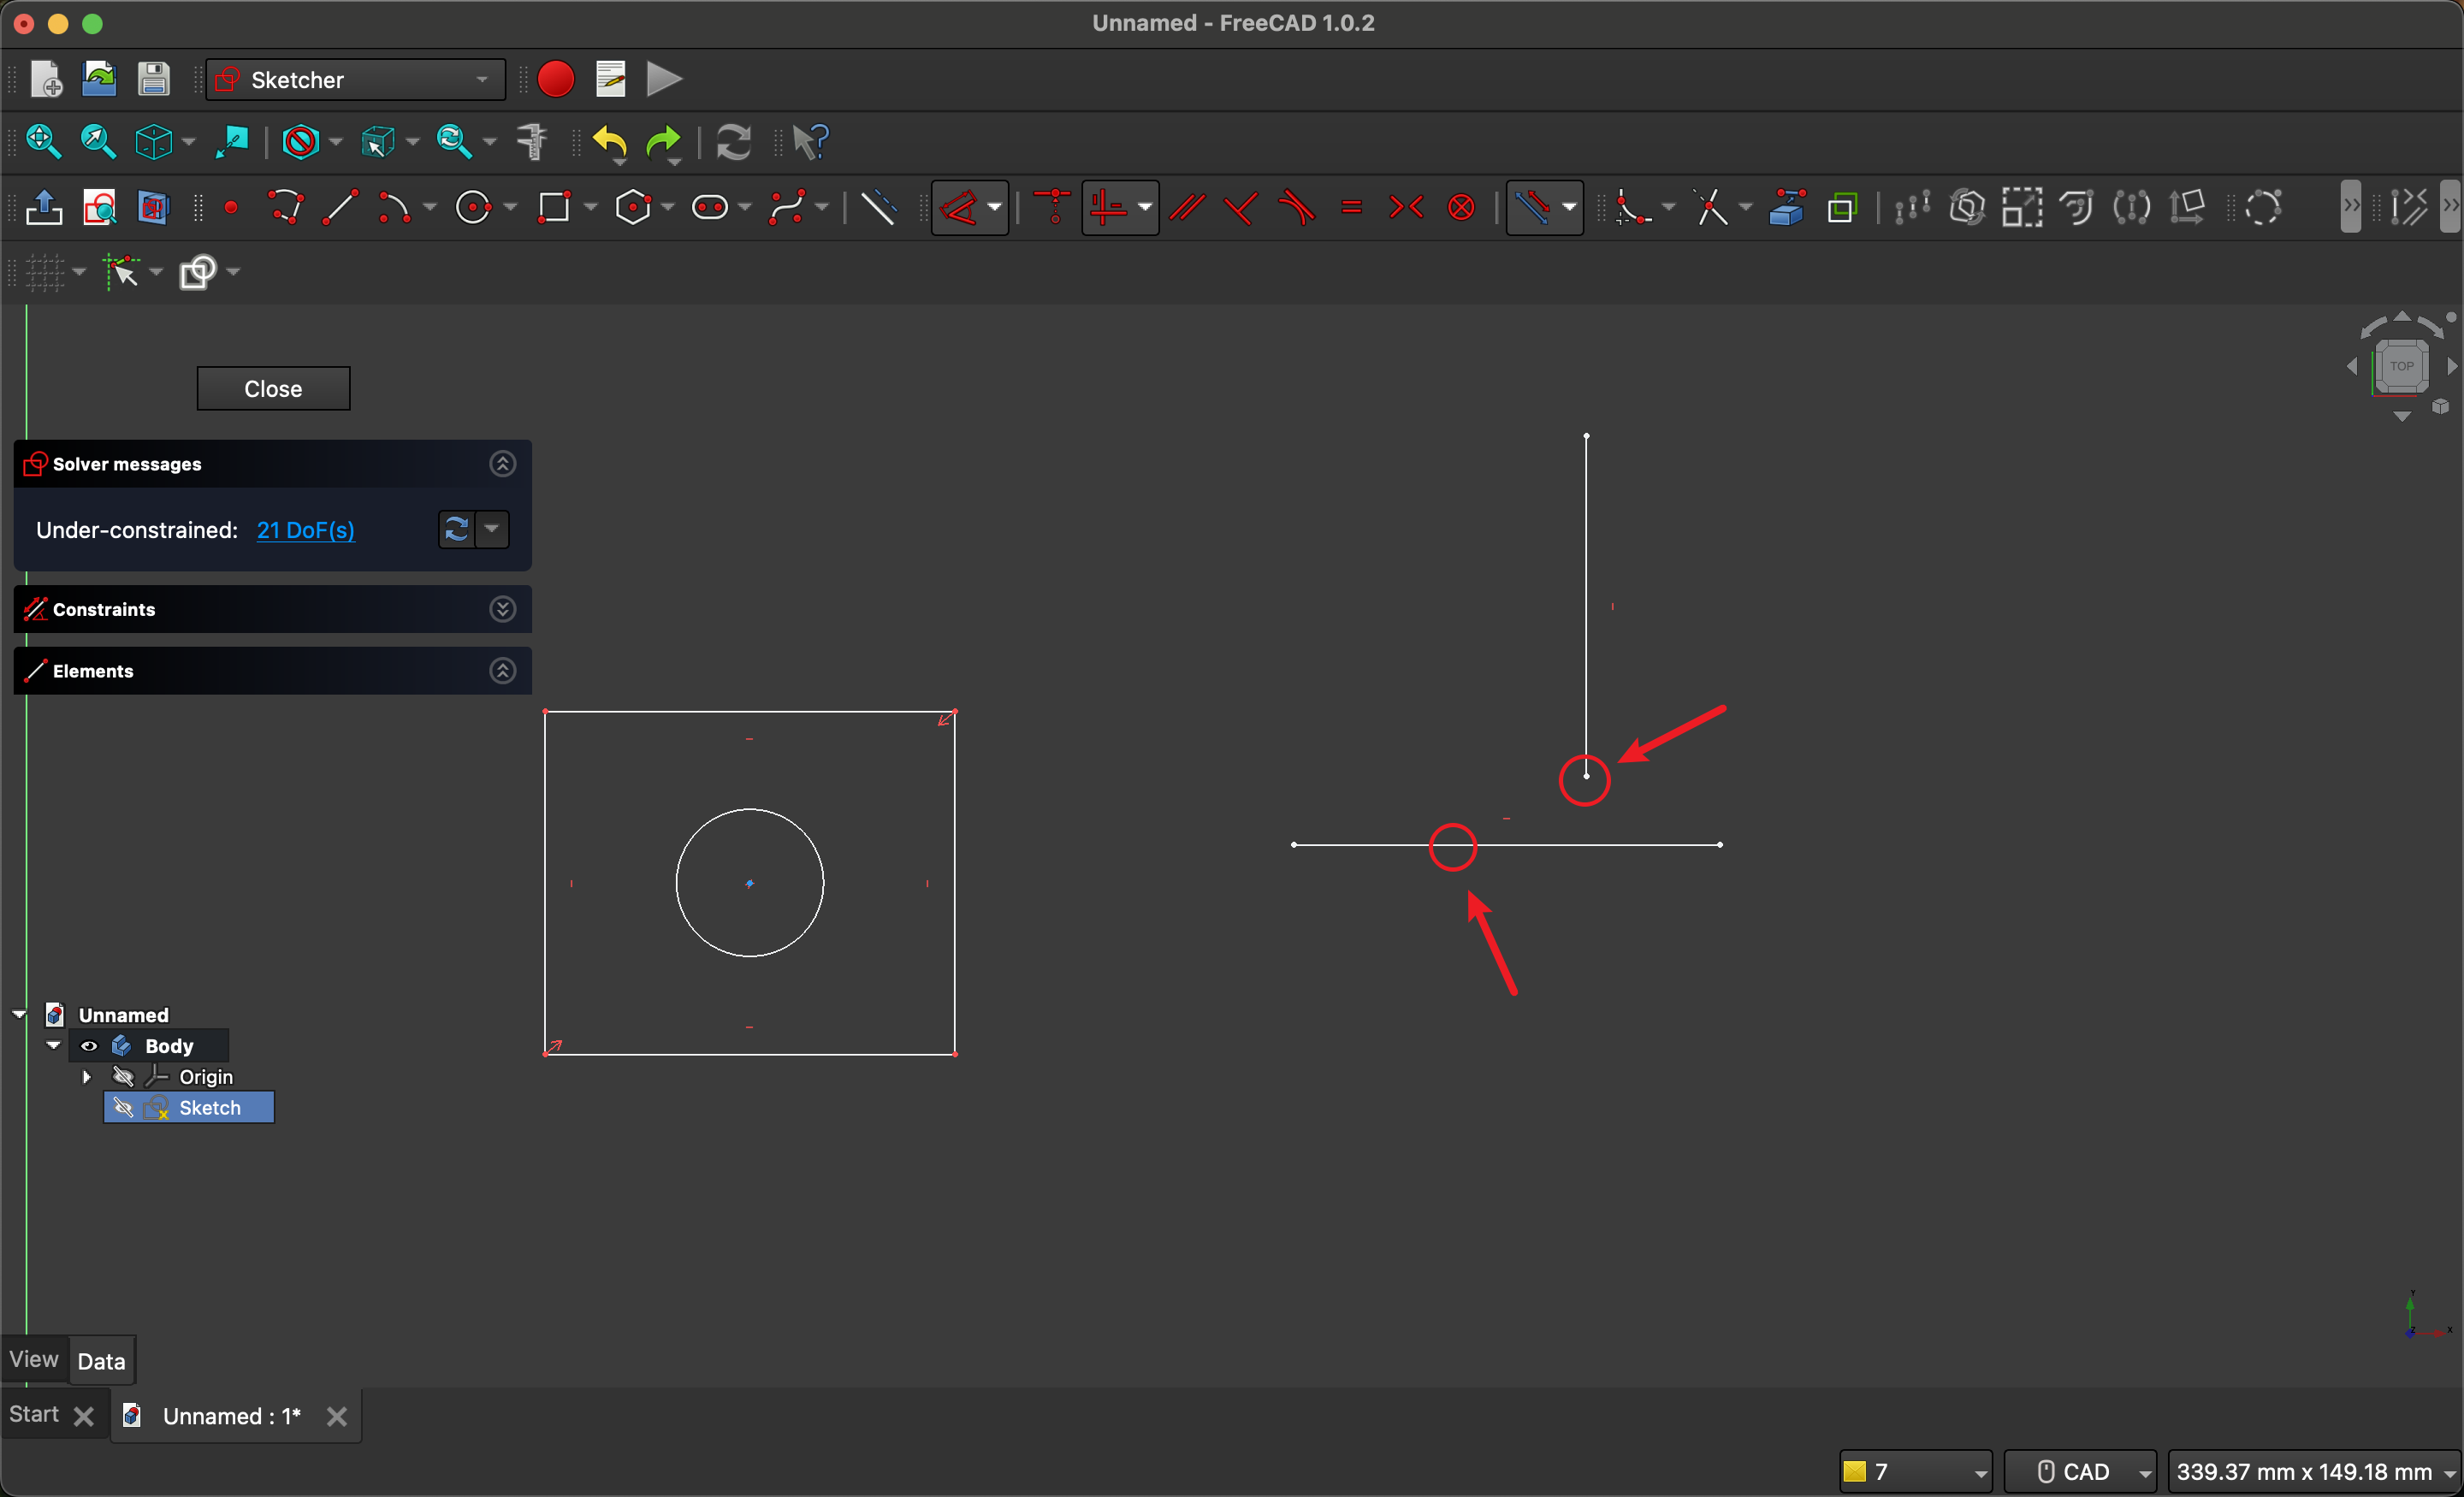 Unnamed - FreeCAD 1.0.2
Sketcher
Close
TOP
Solver messages
Under-constrained: 21 DoF(s)
Constraints
Elements
Unnamed
Body
Origin
Sketch
Y
Z
X
View
Data
Start
Unnamed : 1*
7
CAD
339.37 mm x 149.18 mm